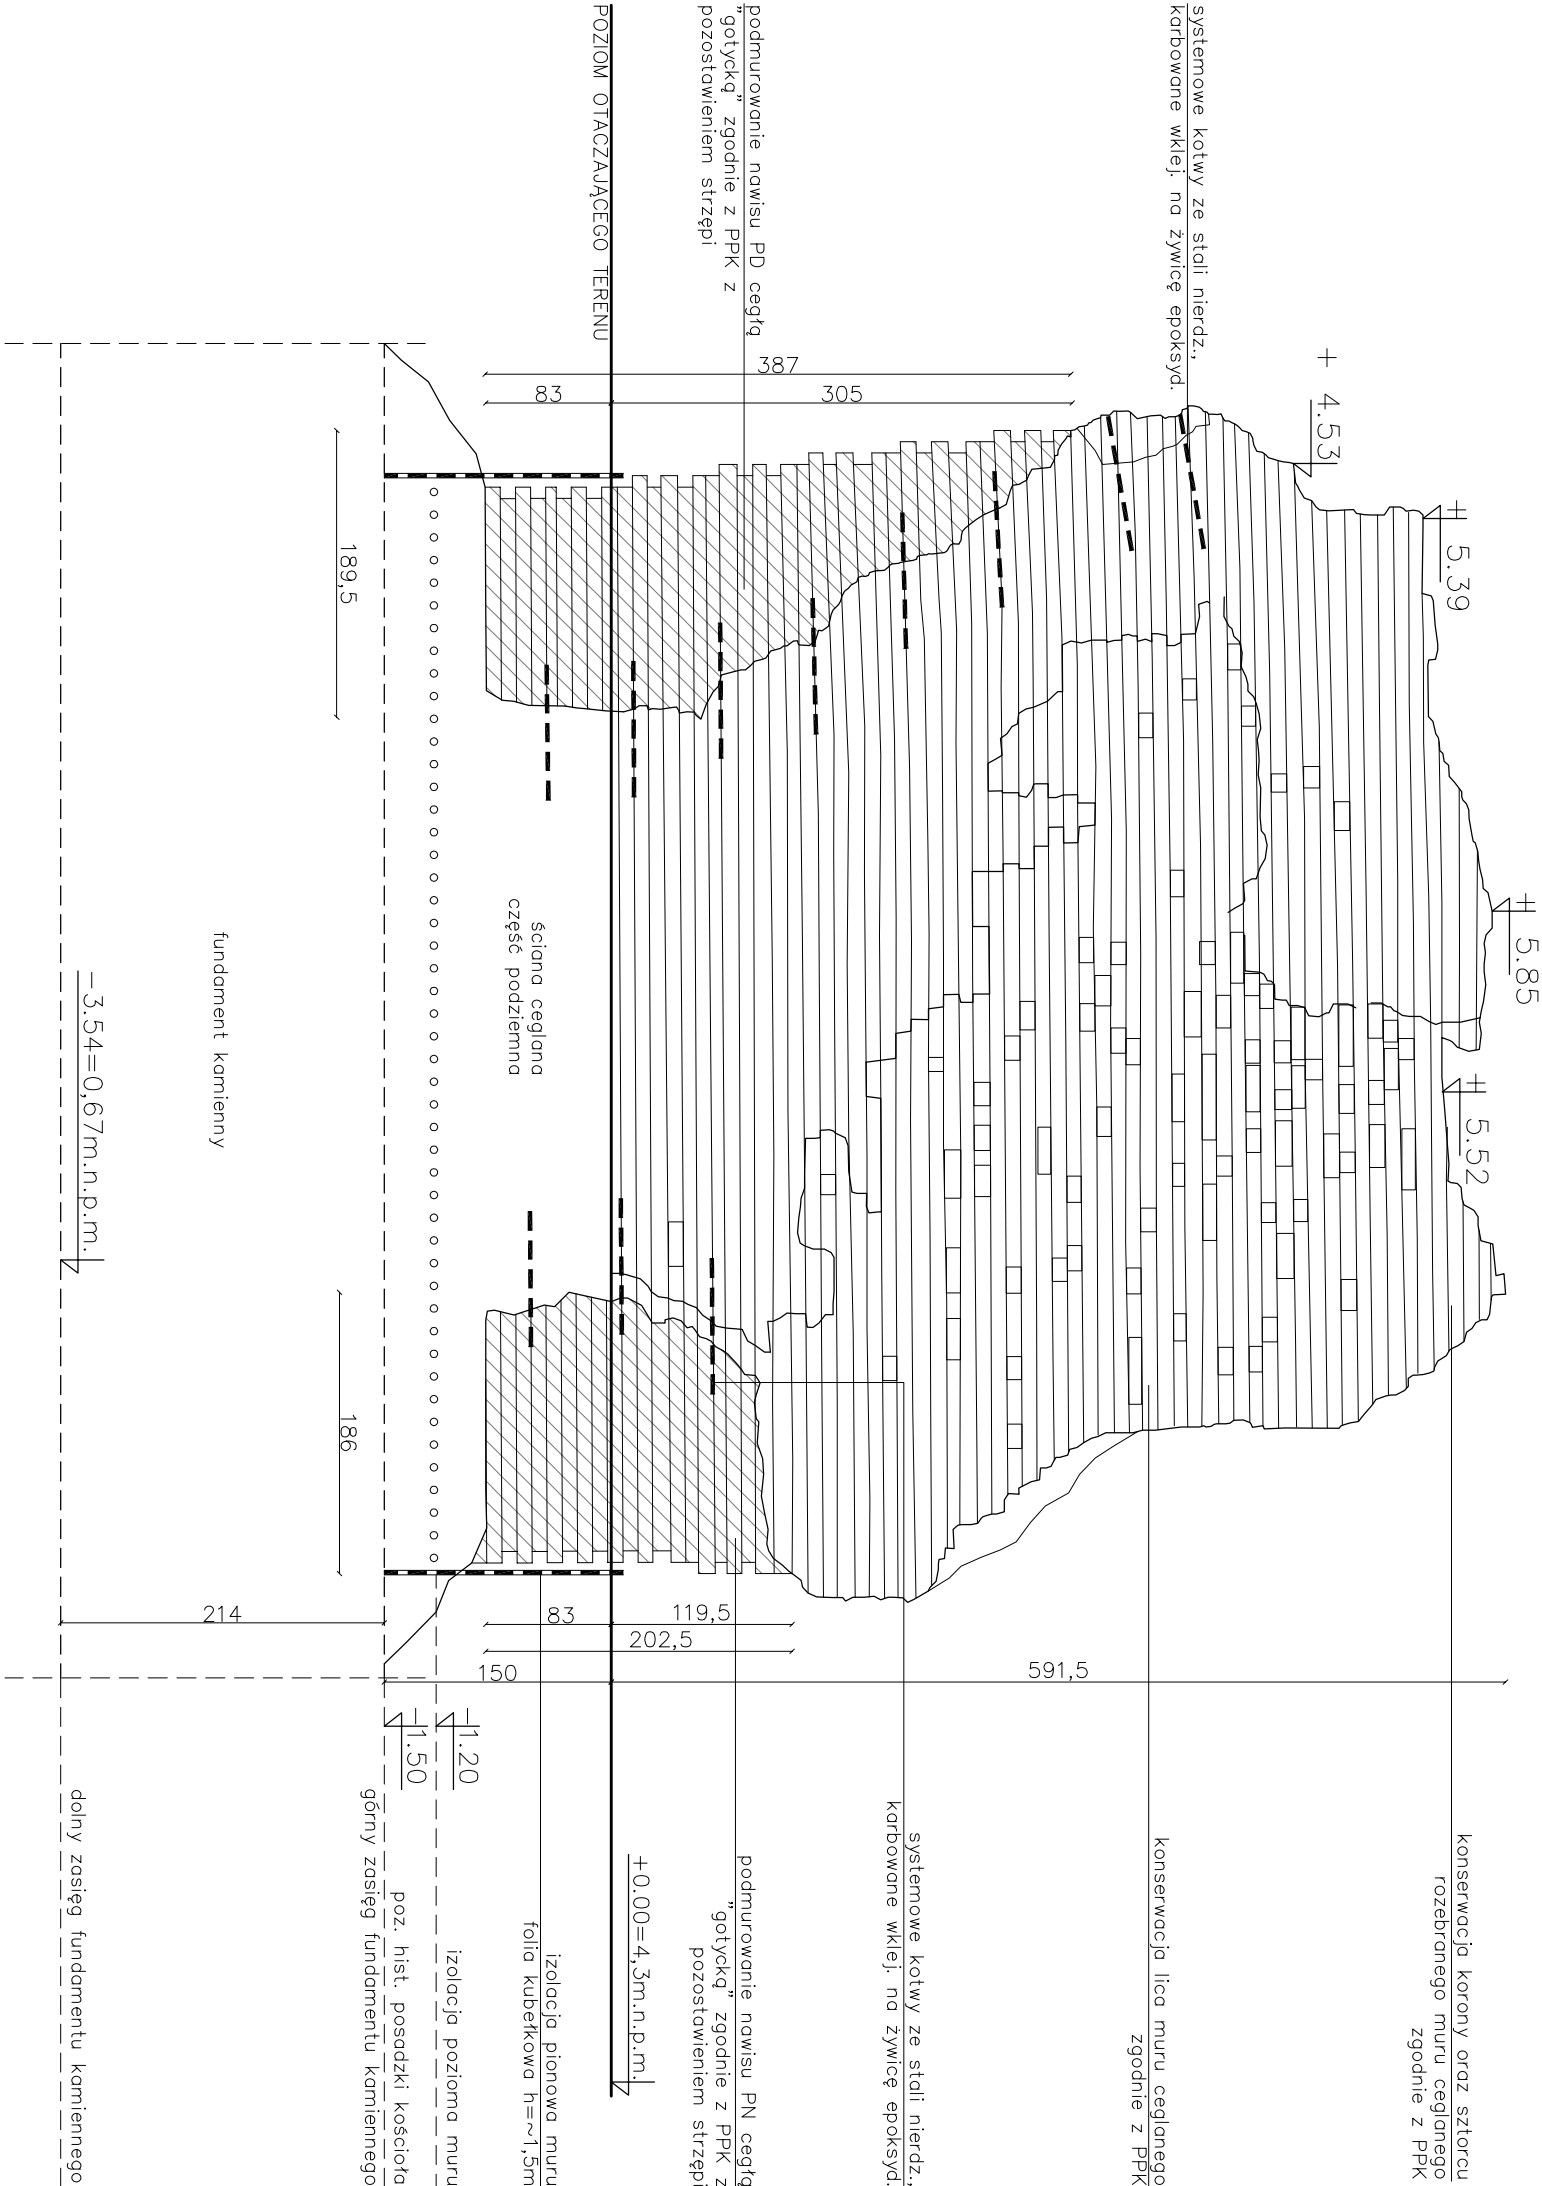 systemowe kotwy ze stali nierdz.,
karbowane wklej. na żywicę epoksyd.
podmurowanie nawisu PD cegłą
"gotycką" zgodnie z PPK z
pozostawieniem strzępi
POZIOM OTACZAJĄCEGO TERENU
+ 4.53
+ 5.39
+ 5.85
+ 5.52
387
305
83
189,5
186
ściana ceglana
część podziemna
fundament kamienny
-3.54=0,67m.n.p.m.
591,5
119,5
83
202,5
150
214
konserwacja korony oraz sztorcu
rozebranego muru ceglanego
zgodnie z PPK
konserwacja lica muru ceglanego
zgodnie z PPK
systemowe kotwy ze stali nierdz.,
karbowane wklej. na żywicę epoksyd.
podmurowanie nawisu PN cegłą
"gotycką" zgodnie z PPK z
pozostawieniem strzępi
+0.00=4,3m.n.p.m.
izolacja pionowa muru
folia kubełkowa h=~1,5m
-1.20
izolacja pozioma muru
-1.50
poz. hist. posadzki kościoła
górny zasięg fundamentu kamiennego
dolny zasięg fundamentu kamiennego